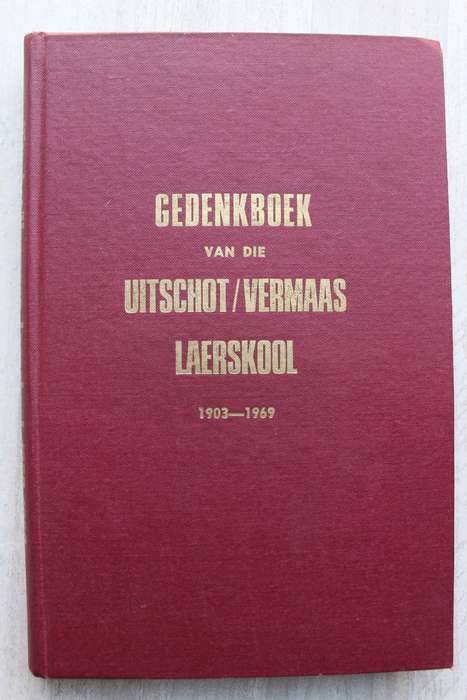 GEDENKBOEK
VAN DIE
UITSCHOT/VERMAAS
LAERSKOOL
1903—1969